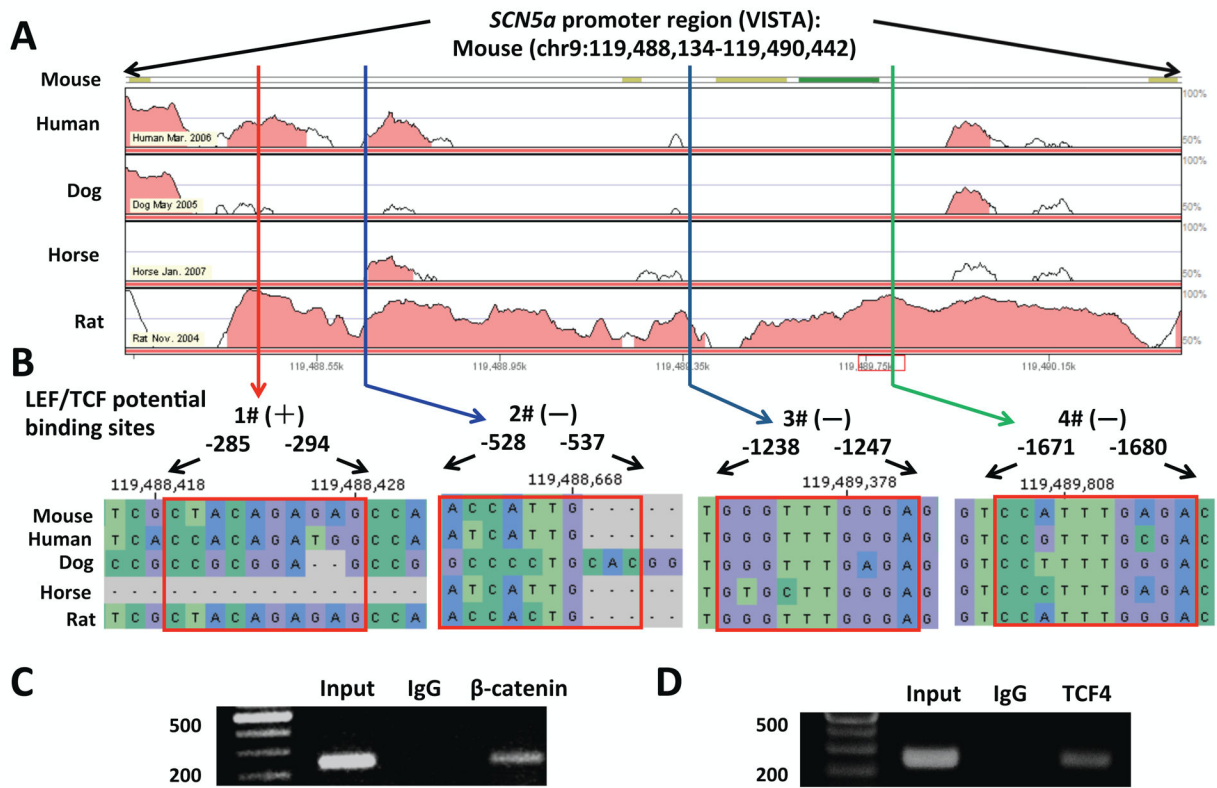 A
SCN5a promoter region (VISTA):
Mouse (chr9:119,488,134-119,490,442)
Mouse
Human
Human Mar. 2006
100%
50%
Dog
Dog May 2005
100%
50%
Horse
Horse Jan. 2007
100%
50%
Rat
Rat Nov. 2004
100%
50%
119,488.55k 119,488.95k 119,489.35k 119,489.75k 119,490.15k
B
LEF/TCF potential
binding sites
1# (+) 2# (—) 3# (—) 4# (—)
-285 -294 -528 -537 -1238 -1247 -1671 -1680
119,488,418 119,488,428 119,488,668 119,489,378 119,489,808
Mouse T C G C T A C A G A G A G C C A A C C A T T G - - - - - T G G G T T T G G G A G G T C C A T T T G A G A C
Human T C A C C A C A G A T G G C C A A T C A T T G - - - - - T G G G T T T G G G A G G T C C G T T T G C G A C
Dog C C G C C G C G G A - - G C C G G C C C C T G C A C G G T G G G T T T G A G A G G T C C T T T T G G G A C
Horse - - - - - - - - - - - - - - - - A T C A T T G - - - - - T G T G C T T G G G A G G T C C C T T T G A G A C
Rat T C G C T A C A G A G A G C C A A C C A C T G - - - - - T G G G T T T G G G A G G T C C A T T T G G G A C
C
Input IgG β-catenin
500
200
D
Input IgG TCF4
500
200